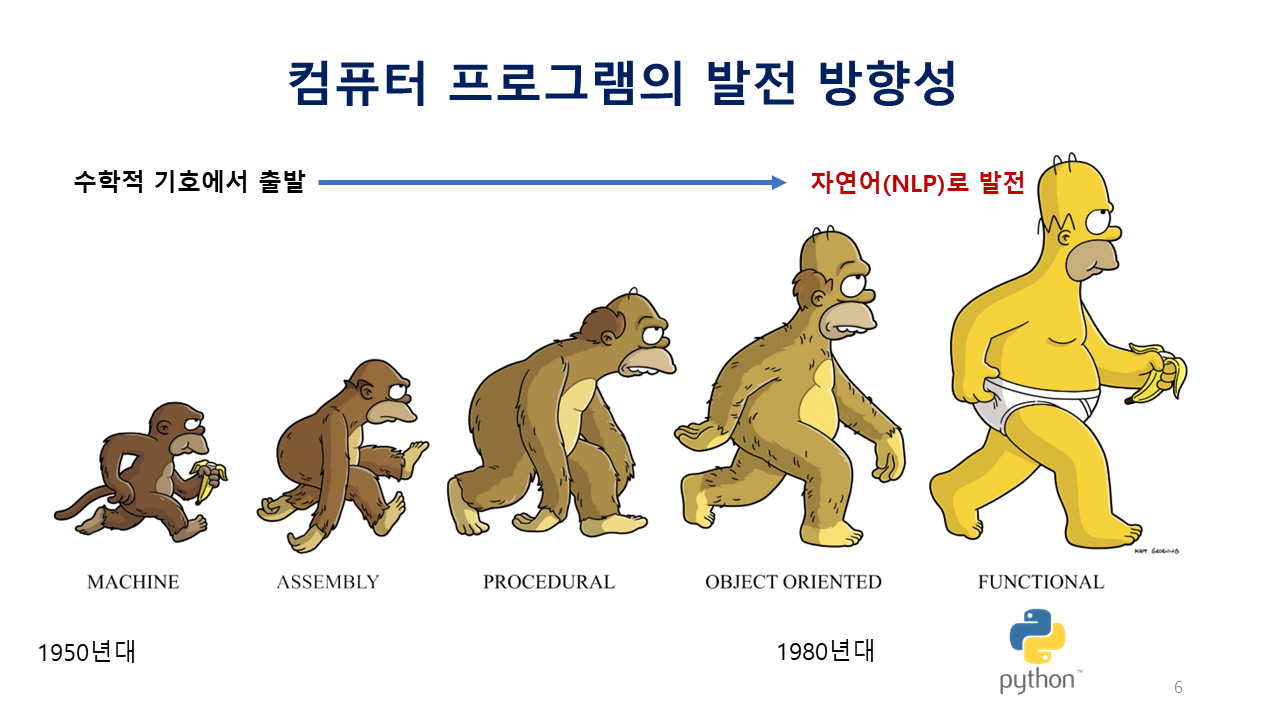 컴퓨터 프로그램의 발전 방향성
수학적 기호에서 출발
자연어(NLP)로 발전
MATT GROENING
MACHINE
ASSEMBLY
PROCEDURAL
OBJECT ORIENTED
FUNCTIONAL
1950년대
1980년대
python™
6